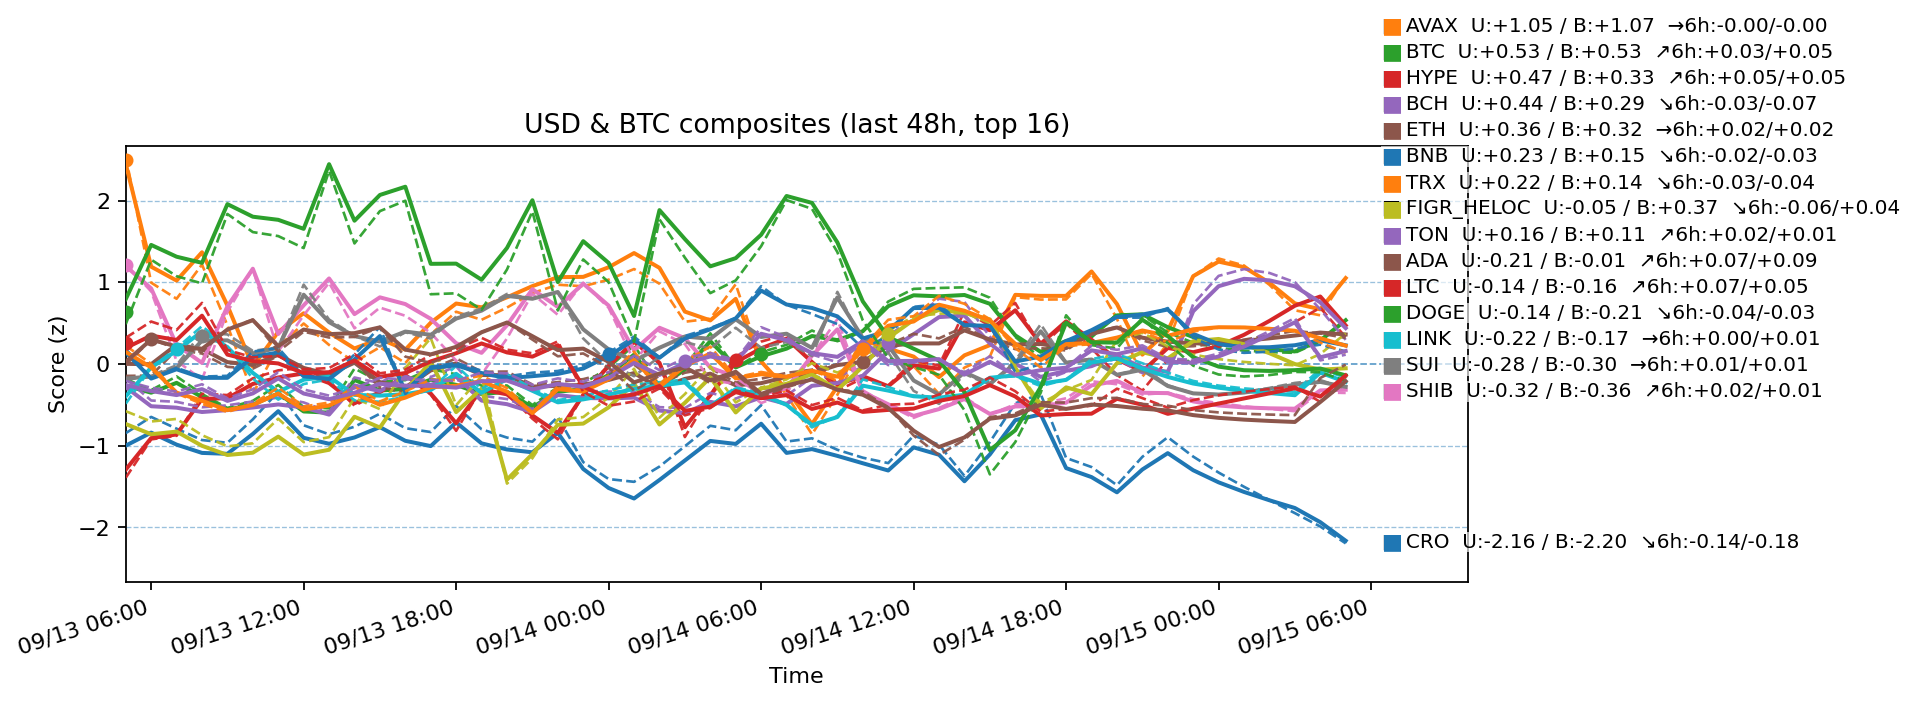 AVAX U:+1.05 / B:+1.07 →6h:-0.00/-0.00
BTC U:+0.53 / B:+0.53 ↗6h:+0.03/+0.05
HYPE U:+0.47 / B:+0.33 ↗6h:+0.05/+0.05
BCH U:+0.44 / B:+0.29 ↘6h:-0.03/-0.07
ETH U:+0.36 / B:+0.32 →6h:+0.02/+0.02
BNB U:+0.23 / B:+0.15 ↘6h:-0.02/-0.03
TRX U:+0.22 / B:+0.14 ↘6h:-0.03/-0.04
FIGR_HELOC U:-0.05 / B:+0.37 ↘6h:-0.06/+0.04
TON U:+0.16 / B:+0.11 ↗6h:+0.02/+0.01
ADA U:-0.21 / B:-0.01 ↗6h:+0.07/+0.09
LTC U:-0.14 / B:-0.16 ↗6h:+0.07/+0.05
DOGE U:-0.14 / B:-0.21 ↘6h:-0.04/-0.03
LINK U:-0.22 / B:-0.17 →6h:+0.00/+0.01
SUI U:-0.28 / B:-0.30 →6h:+0.01/+0.01
SHIB U:-0.32 / B:-0.36 ↗6h:+0.02/+0.01
CRO U:-2.16 / B:-2.20 ↘6h:-0.14/-0.18
USD & BTC composites (last 48h, top 16)
Score (z)
2
1
0
−1
−2
09/13 06:00
09/13 12:00
09/13 18:00
09/14 00:00
09/14 06:00
09/14 12:00
09/14 18:00
09/15 00:00
09/15 06:00
Time